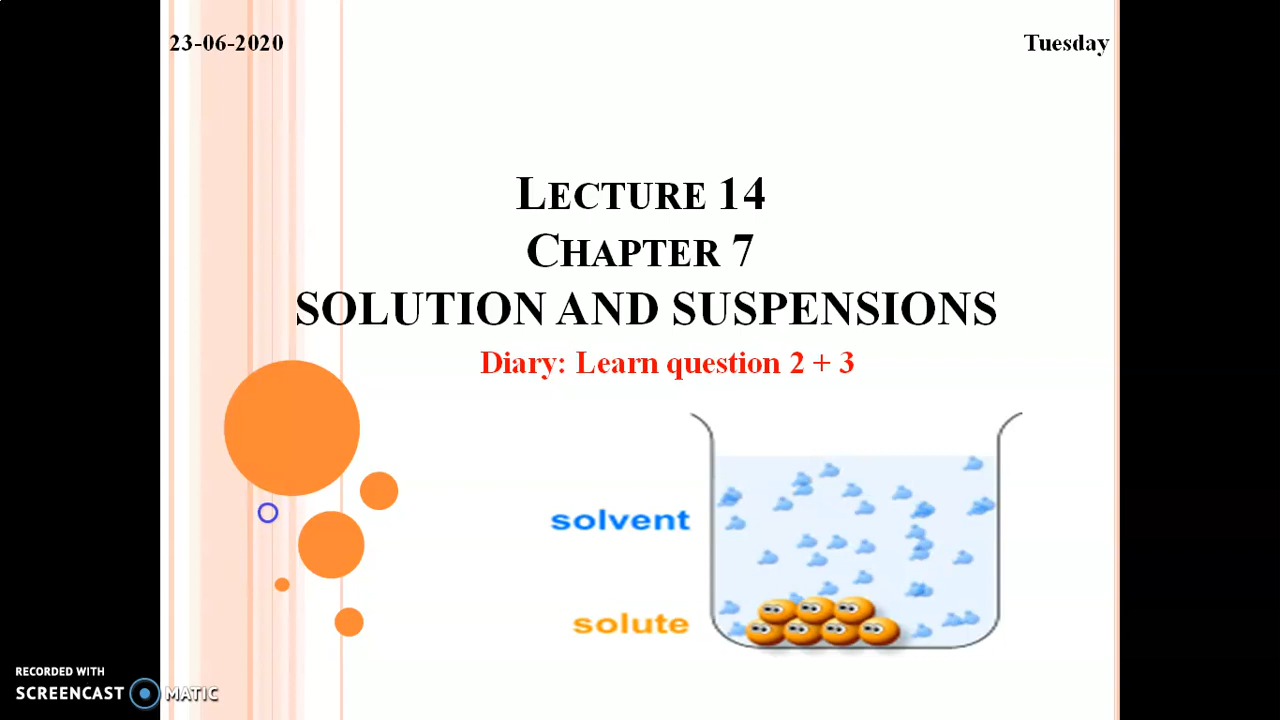 23-06-2020 Tuesday
LECTURE 14
CHAPTER 7
SOLUTION AND SUSPENSIONS
Diary: Learn question 2 + 3
solvent
solute
RECORDED WITH
SCREENCAST MATIC